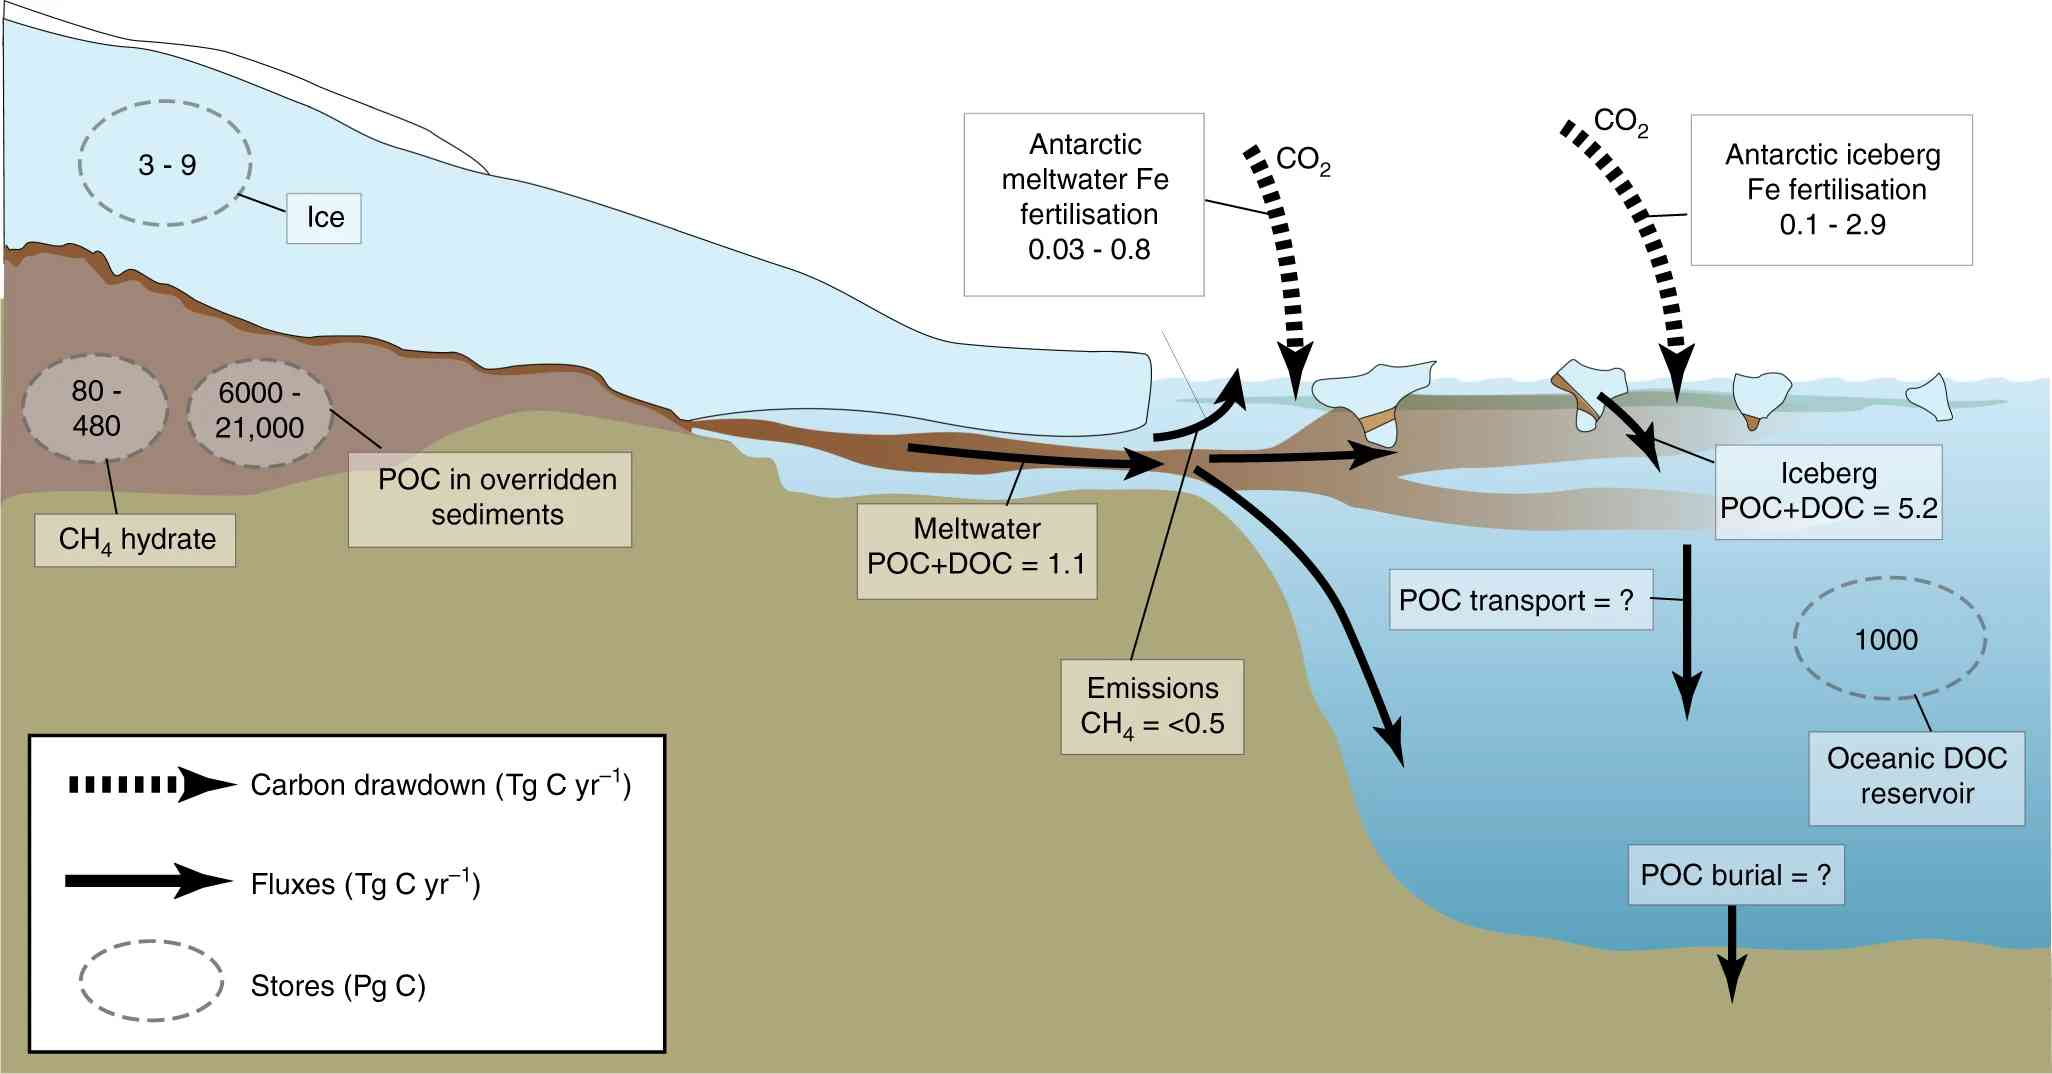 3 - 9
Ice
80 -
480
6000 -
21,000
CH₄ hydrate
POC in overridden
sediments
Antarctic
meltwater Fe
fertilisation
0.03 - 0.8
CO₂
CO₂
Antarctic iceberg
Fe fertilisation
0.1 - 2.9
Meltwater
POC+DOC = 1.1
Emissions
CH₄ = <0.5
Iceberg
POC+DOC = 5.2
POC transport = ?
1000
Oceanic DOC
reservoir
POC burial = ?
Carbon drawdown (Tg C yr⁻¹)
Fluxes (Tg C yr⁻¹)
Stores (Pg C)